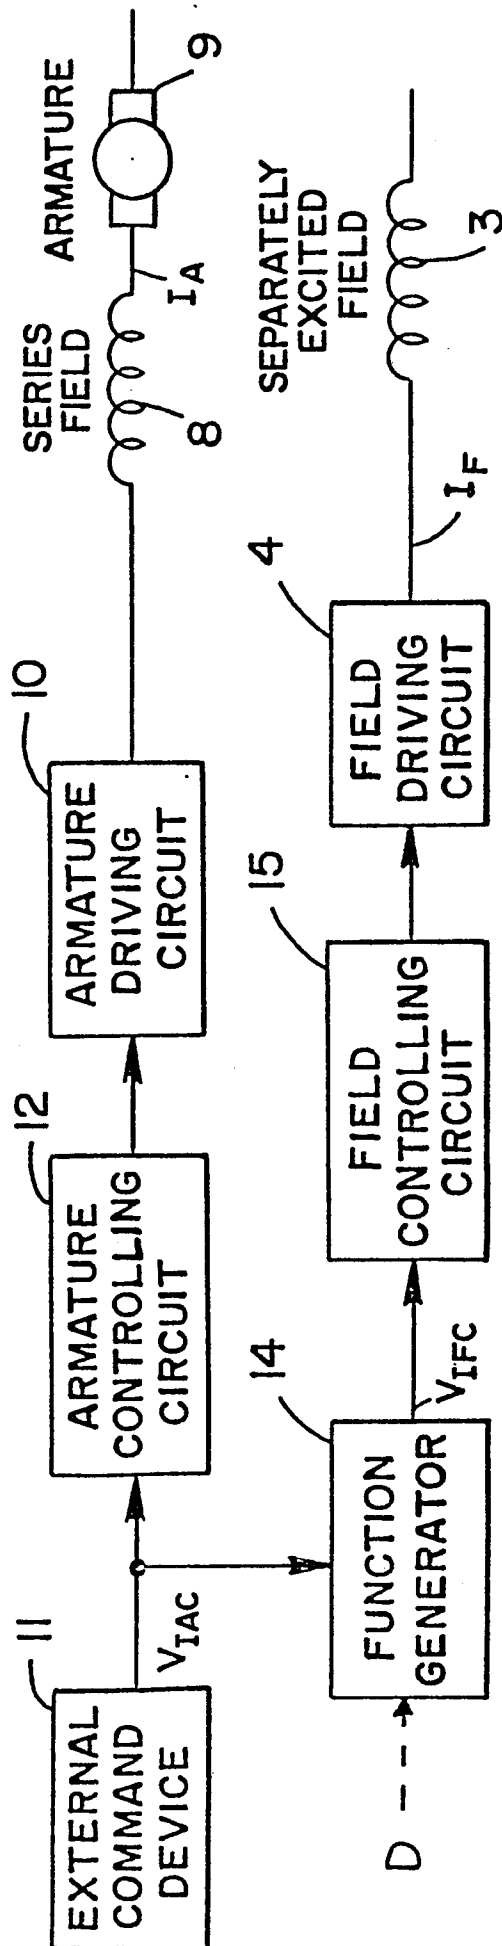 11
EXTERNAL
COMMAND
DEVICE
VIAC
12
ARMATURE
CONTROLLING
CIRCUIT
10
ARMATURE
DRIVING
CIRCUIT
SERIES
FIELD
8
IA
ARMATURE
9
D
14
FUNCTION
GENERATOR
VIFC
15
FIELD
CONTROLLING
CIRCUIT
4
FIELD
DRIVING
CIRCUIT
IF
SEPARATELY
EXCITED
FIELD
3